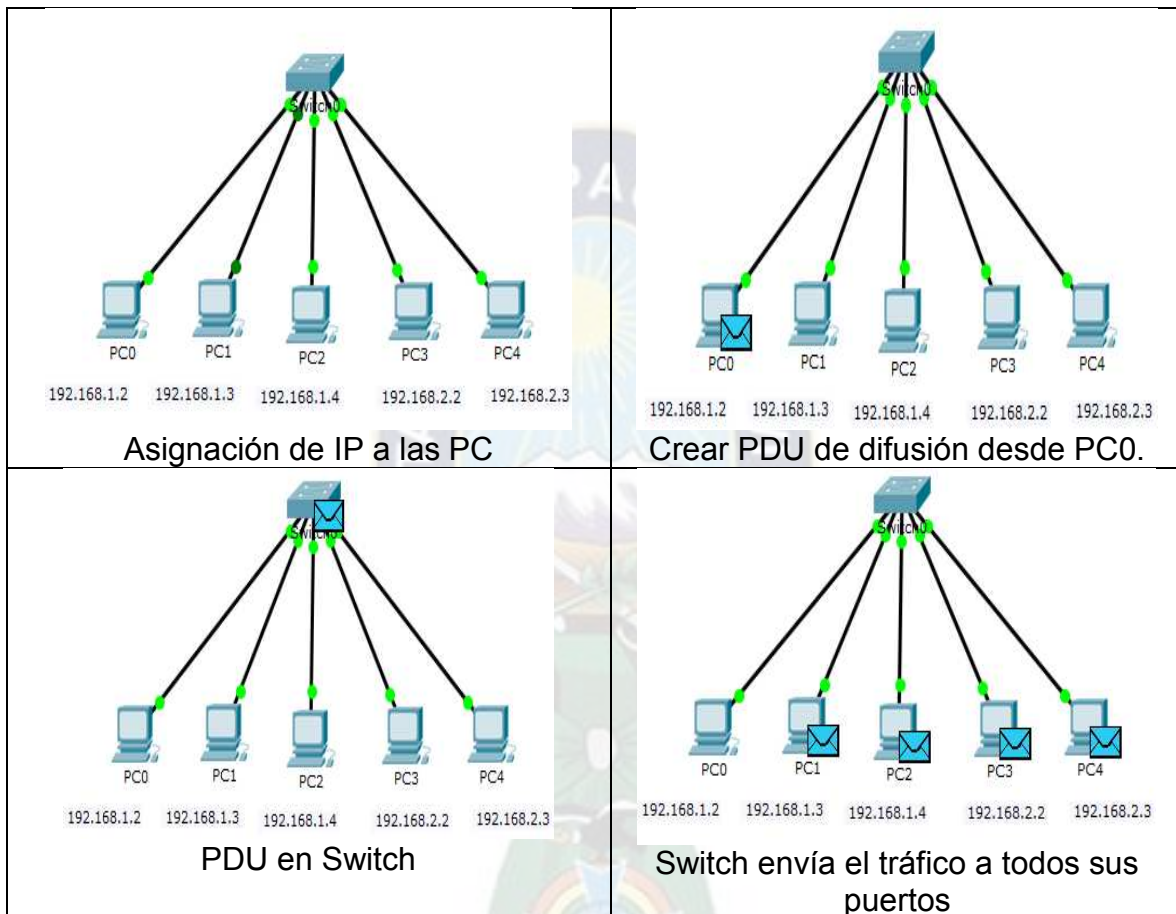 Switch0
PC0 PC1 PC2 PC3 PC4
192.168.1.2 192.168.1.3 192.168.1.4 192.168.2.2 192.168.2.3
Asignación de IP a las PC
Switch0
PC0 PC1 PC2 PC3 PC4
192.168.1.2 192.168.1.3 192.168.1.4 192.168.2.2 192.168.2.3
Crear PDU de difusión desde PC0.
Switch0
PC0 PC1 PC2 PC3 PC4
192.168.1.2 192.168.1.3 192.168.1.4 192.168.2.2 192.168.2.3
PDU en Switch
Switch0
PC0 PC1 PC2 PC3 PC4
192.168.1.2 192.168.1.3 192.168.1.4 192.168.2.2 192.168.2.3
Switch envía el tráfico a todos sus
puertos